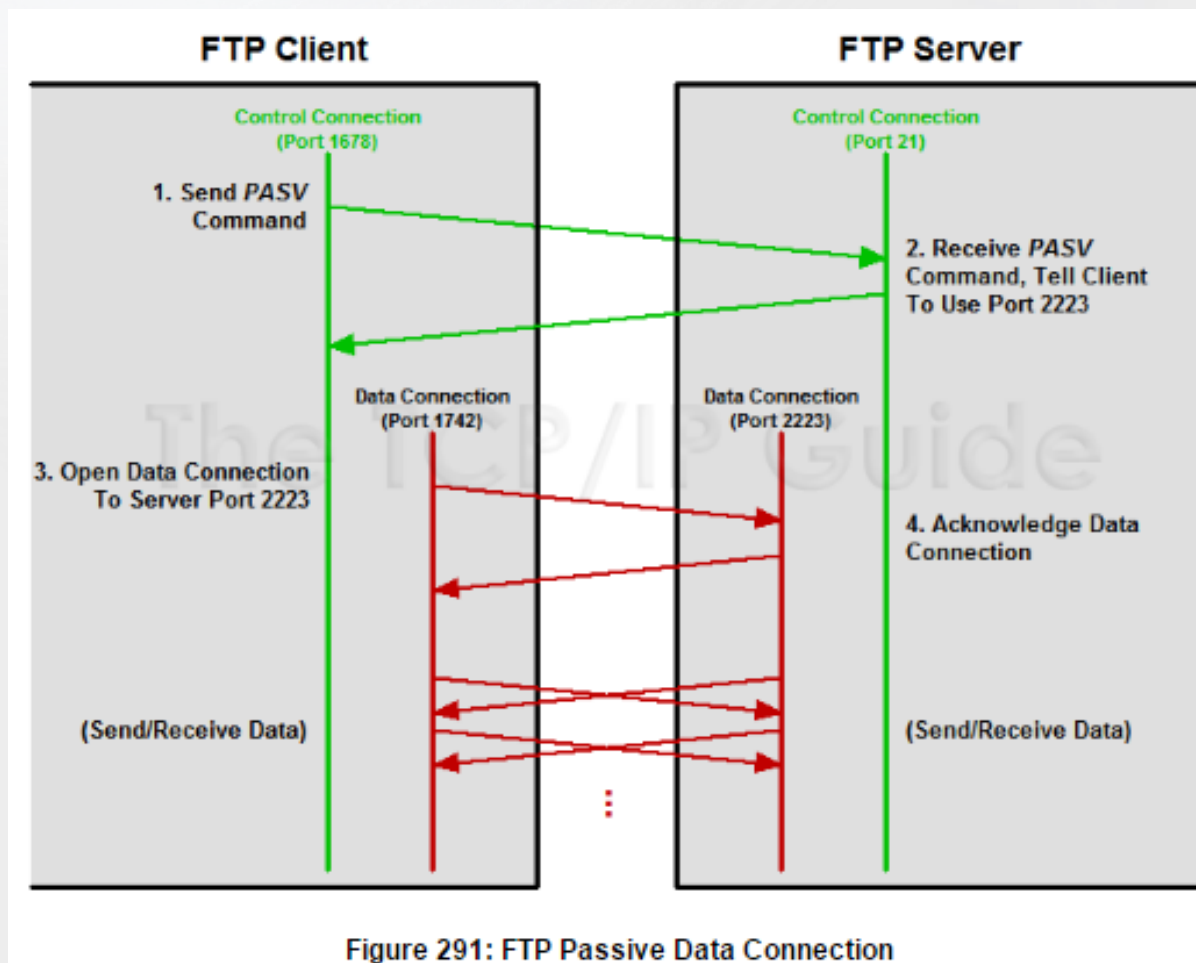 FTP Client
FTP Server
Control Connection
(Port 1678)
Control Connection
(Port 21)
1. Send PASV
Command
2. Receive PASV
Command, Tell Client
To Use Port 2223
Data Connection
(Port 1742)
Data Connection
(Port 2223)
The TCP/IP Guide
3. Open Data Connection
To Server Port 2223
4. Acknowledge Data
Connection
(Send/Receive Data)
(Send/Receive Data)
Figure 291: FTP Passive Data Connection